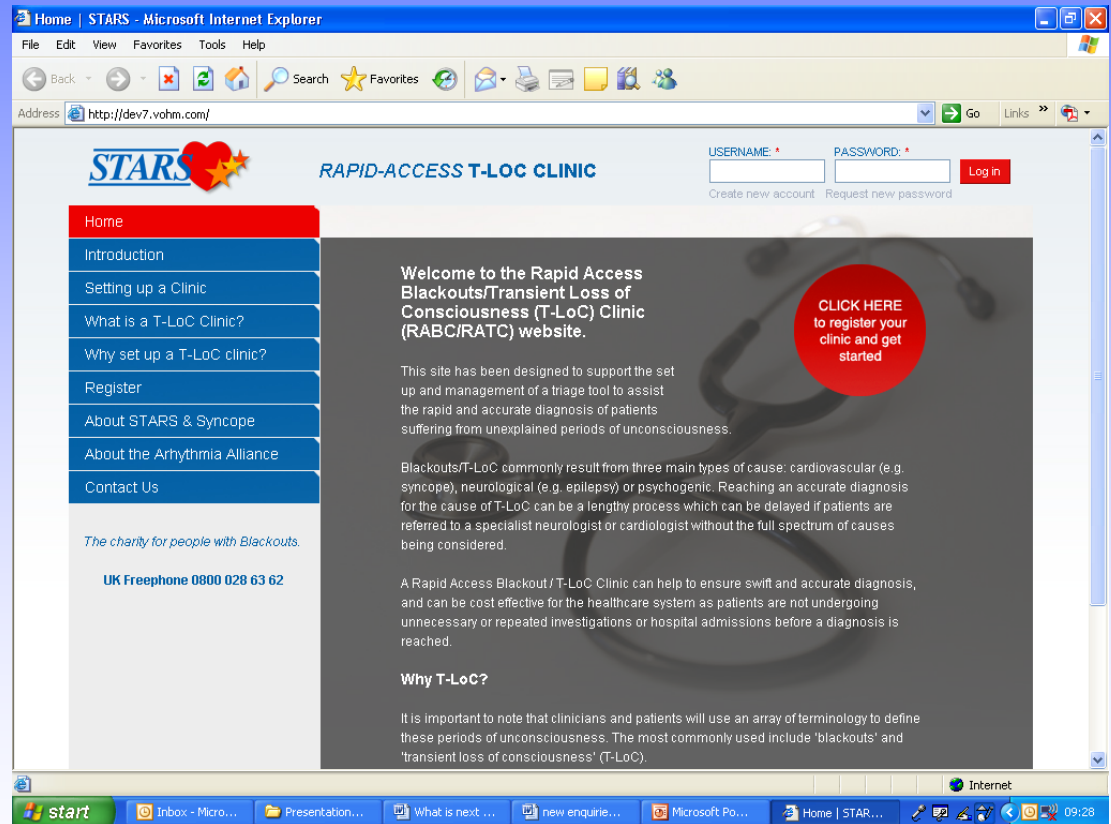 Home | STARS - Microsoft Internet Explorer
File Edit View Favorites Tools Help
Back Search Favorites
Address http://dev7.vohm.com/ Go Links »
STARS
RAPID-ACCESS T-LOC CLINIC
USERNAME: * PASSWORD: *
Log in
Create new account Request new password
Home
Introduction
Setting up a Clinic
What is a T-LoC Clinic?
Why set up a T-LoC clinic?
Register
About STARS & Syncope
About the Arhythmia Alliance
Contact Us
The charity for people with Blackouts.
UK Freephone 0800 028 63 62
Welcome to the Rapid Access
Blackouts/Transient Loss of
Consciousness (T-LoC) Clinic
(RABC/RATC) website.
CLICK HERE
to register your
clinic and get
started
This site has been designed to support the set
up and management of a triage tool to assist
the rapid and accurate diagnosis of patients
suffering from unexplained periods of unconsciousness.
Blackouts/T-LoC commonly result from three main types of cause: cardiovascular (e.g.
syncope), neurological (e.g. epilepsy) or psychogenic. Reaching an accurate diagnosis
for the cause of T-LoC can be a lengthy process which can be delayed if patients are
referred to a specialist neurologist or cardiologist without the full spectrum of causes
being considered.
A Rapid Access Blackout / T-LoC Clinic can help to ensure swift and accurate diagnosis,
and can be cost effective for the healthcare system as patients are not undergoing
unnecessary or repeated investigations or hospital admissions before a diagnosis is
reached.
Why T-LoC?
It is important to note that clinicians and patients will use an array of terminology to define
these periods of unconsciousness. The most commonly used include 'blackouts' and
'transient loss of consciousness' (T-LoC).
Internet
start Inbox - Micro... Presentation... What is next ... new enquirie... Microsoft Po... Home | STAR... 09:28